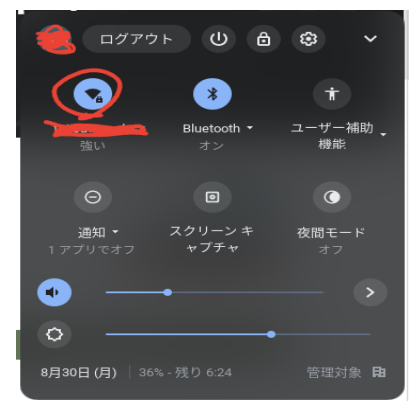 ログアウト
強い
Bluetooth
オン
ユーザー補助
機能
通知
1 アプリでオフ
スクリーン キ
ャプチャ
夜間モード
オフ
8月30日 (月)
36% - 残り 6:24
管理対象